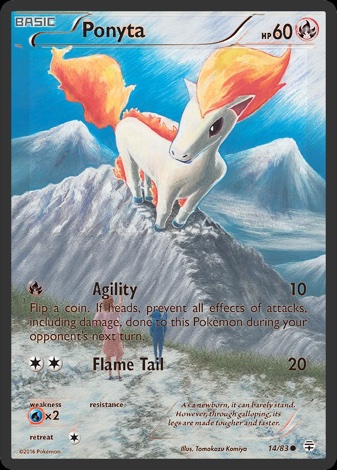 BASIC Ponyta HP60
Agility 10
Flip a coin. If heads, prevent all effects of attacks,
including damage, done to this Pokémon during your
opponent's next turn.
Flame Tail 20
weakness resistance
×2
retreat
As a newborn, it can barely stand.
However, through galloping, its
legs are made tougher and faster.
©2016 Pokémon Illus. Tomokazu Komiya 14/83